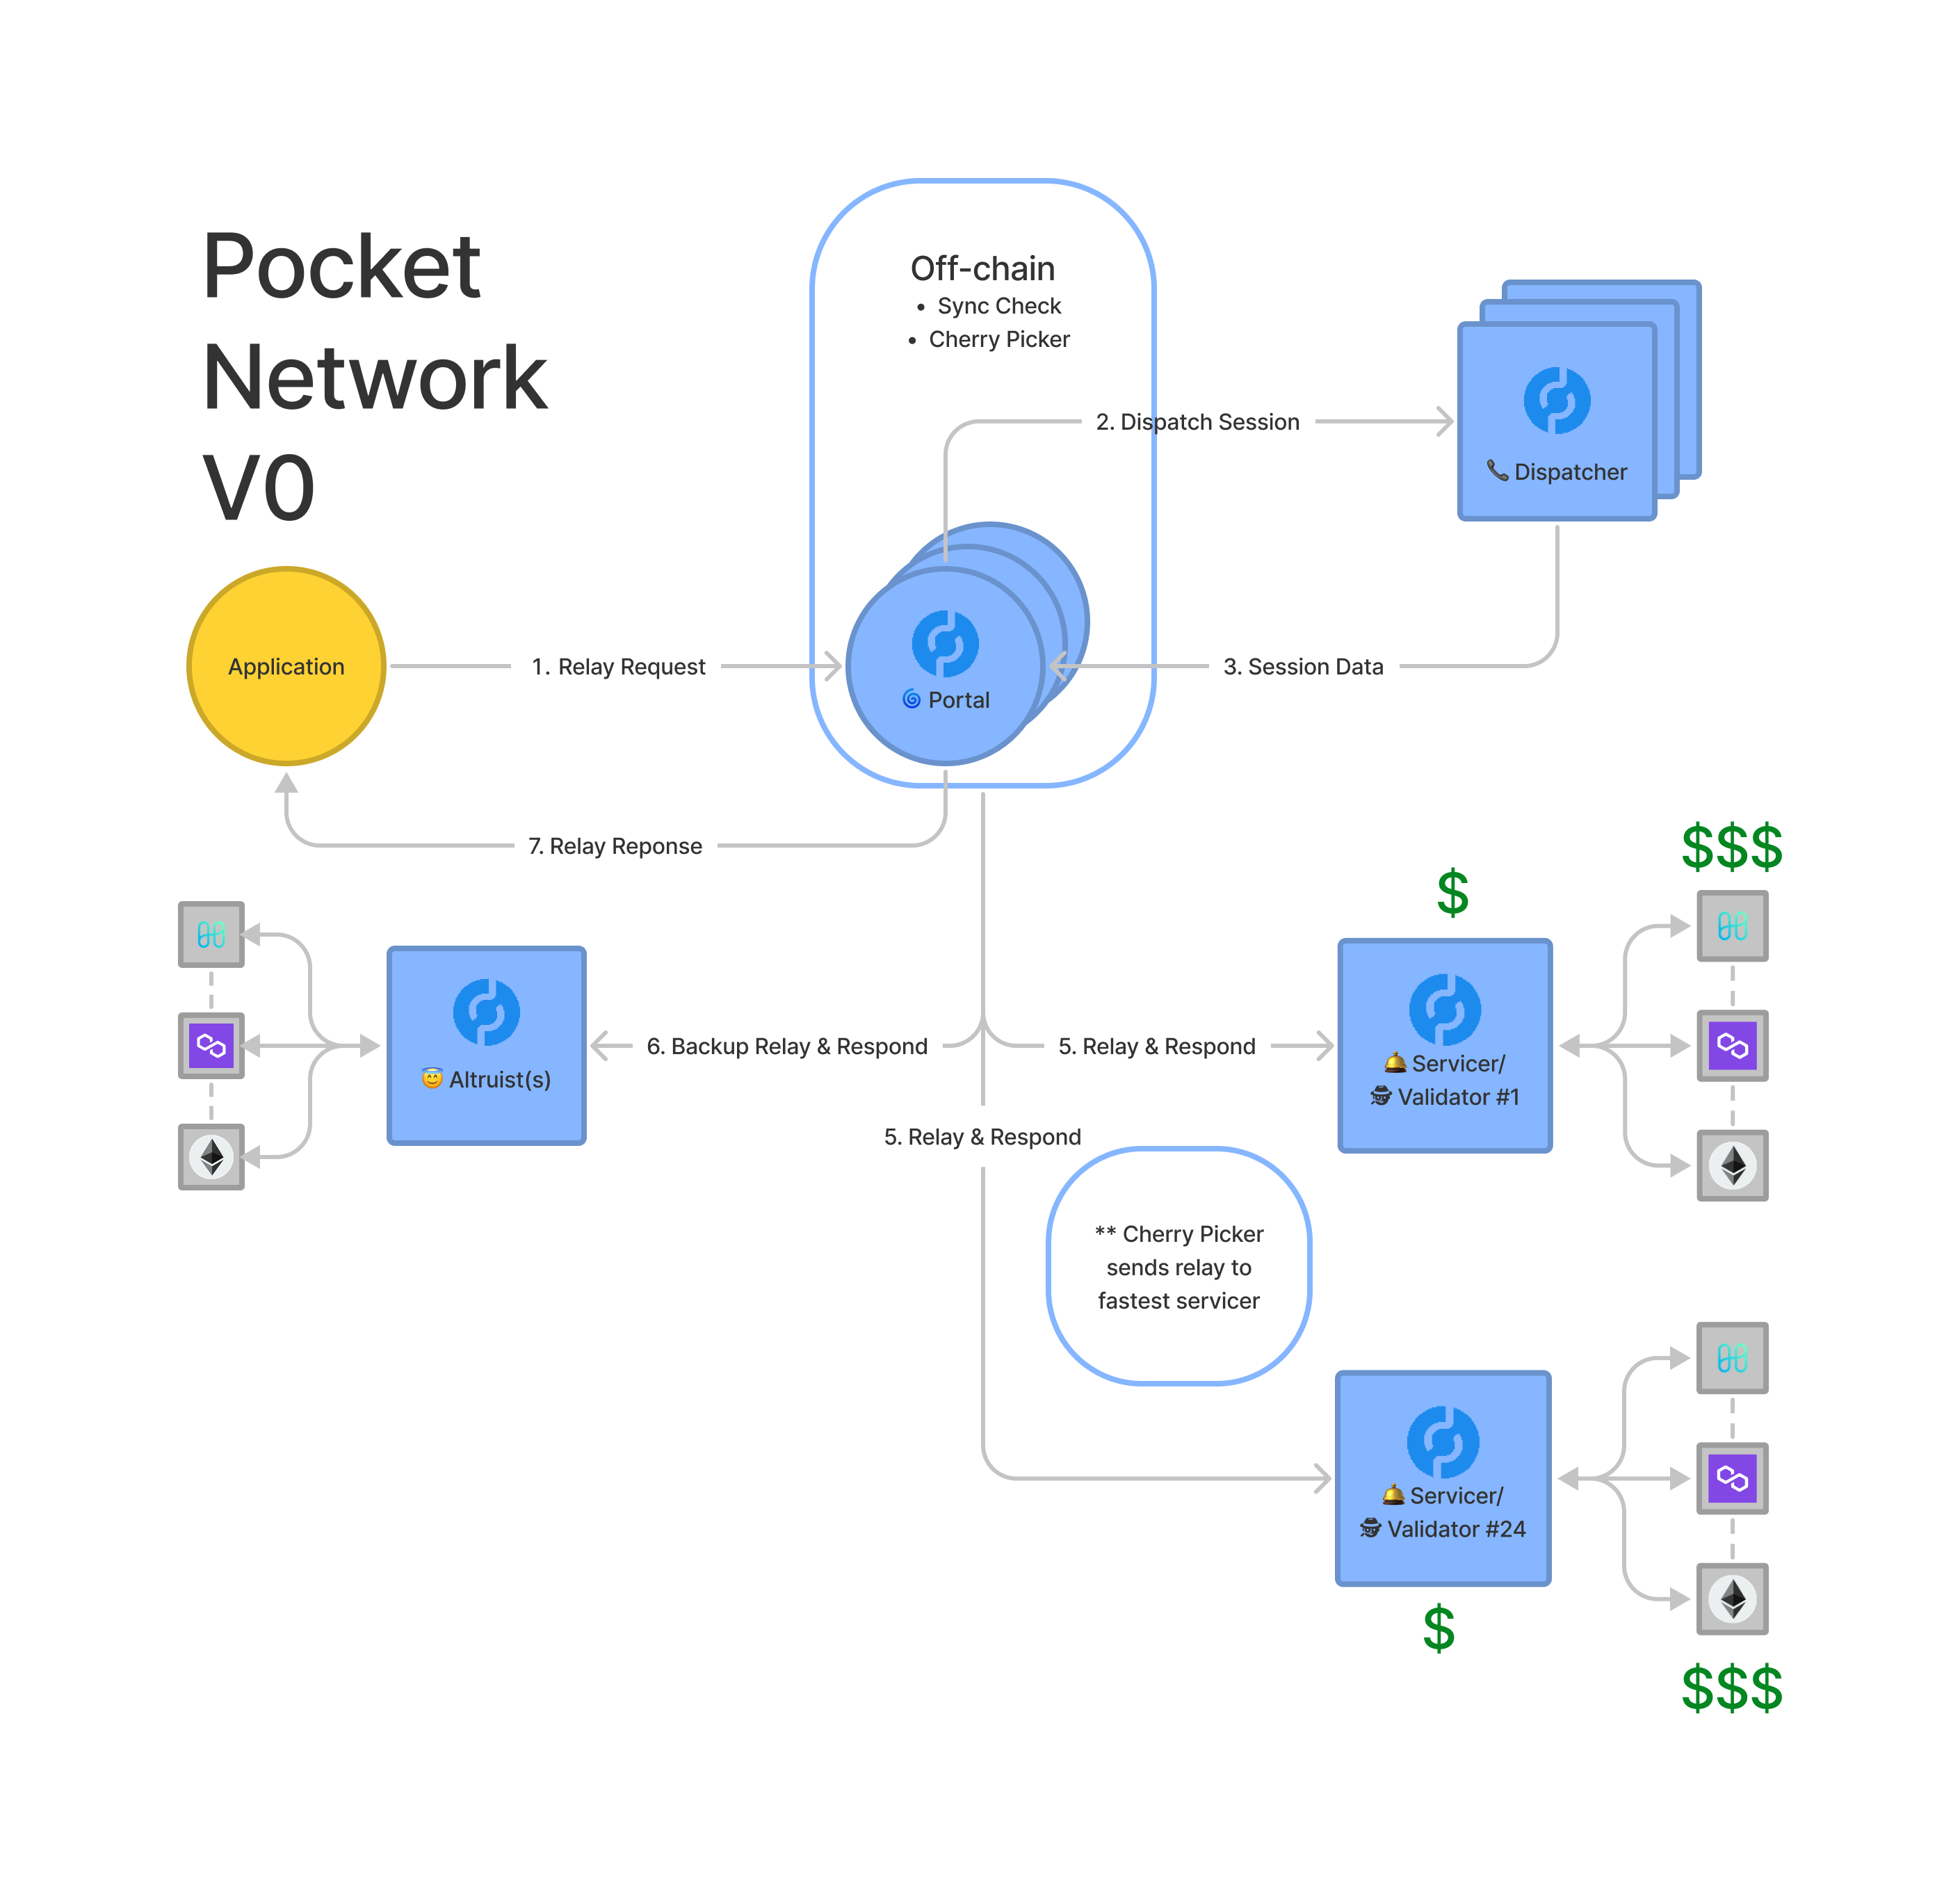 Pocket
Network
V0
Off-chain
• Sync Check
• Cherry Picker
2. Dispatch Session
📞 Dispatcher
Application
1. Relay Request
🌀 Portal
3. Session Data
7. Relay Reponse
$
$$$
😇 Altruist(s)
6. Backup Relay & Respond
5. Relay & Respond
🛎️ Servicer/
🕵️ Validator #1
5. Relay & Respond
** Cherry Picker
sends relay to
fastest servicer
🛎️ Servicer/
🕵️ Validator #24
$
$$$